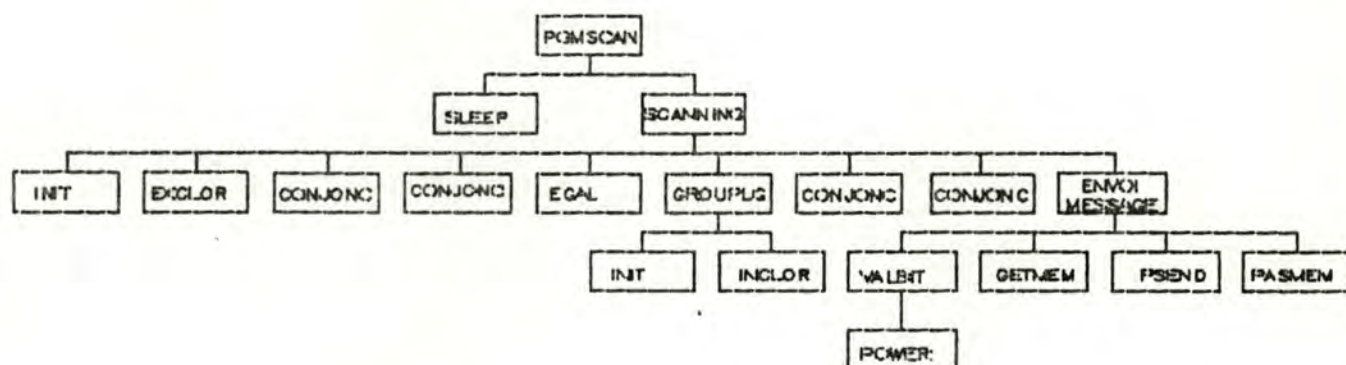 PGMSCAN
SLEEP
SCANNING
INIT
EXCLOR
CONJONC
CONJONC
EGAL
GROUPLIG
CONJONC
CONJONC
ENVOI
MESSAGE
INIT
INCLOR
VALBIT
GETMEM
PSEND
PASMEM
POWER